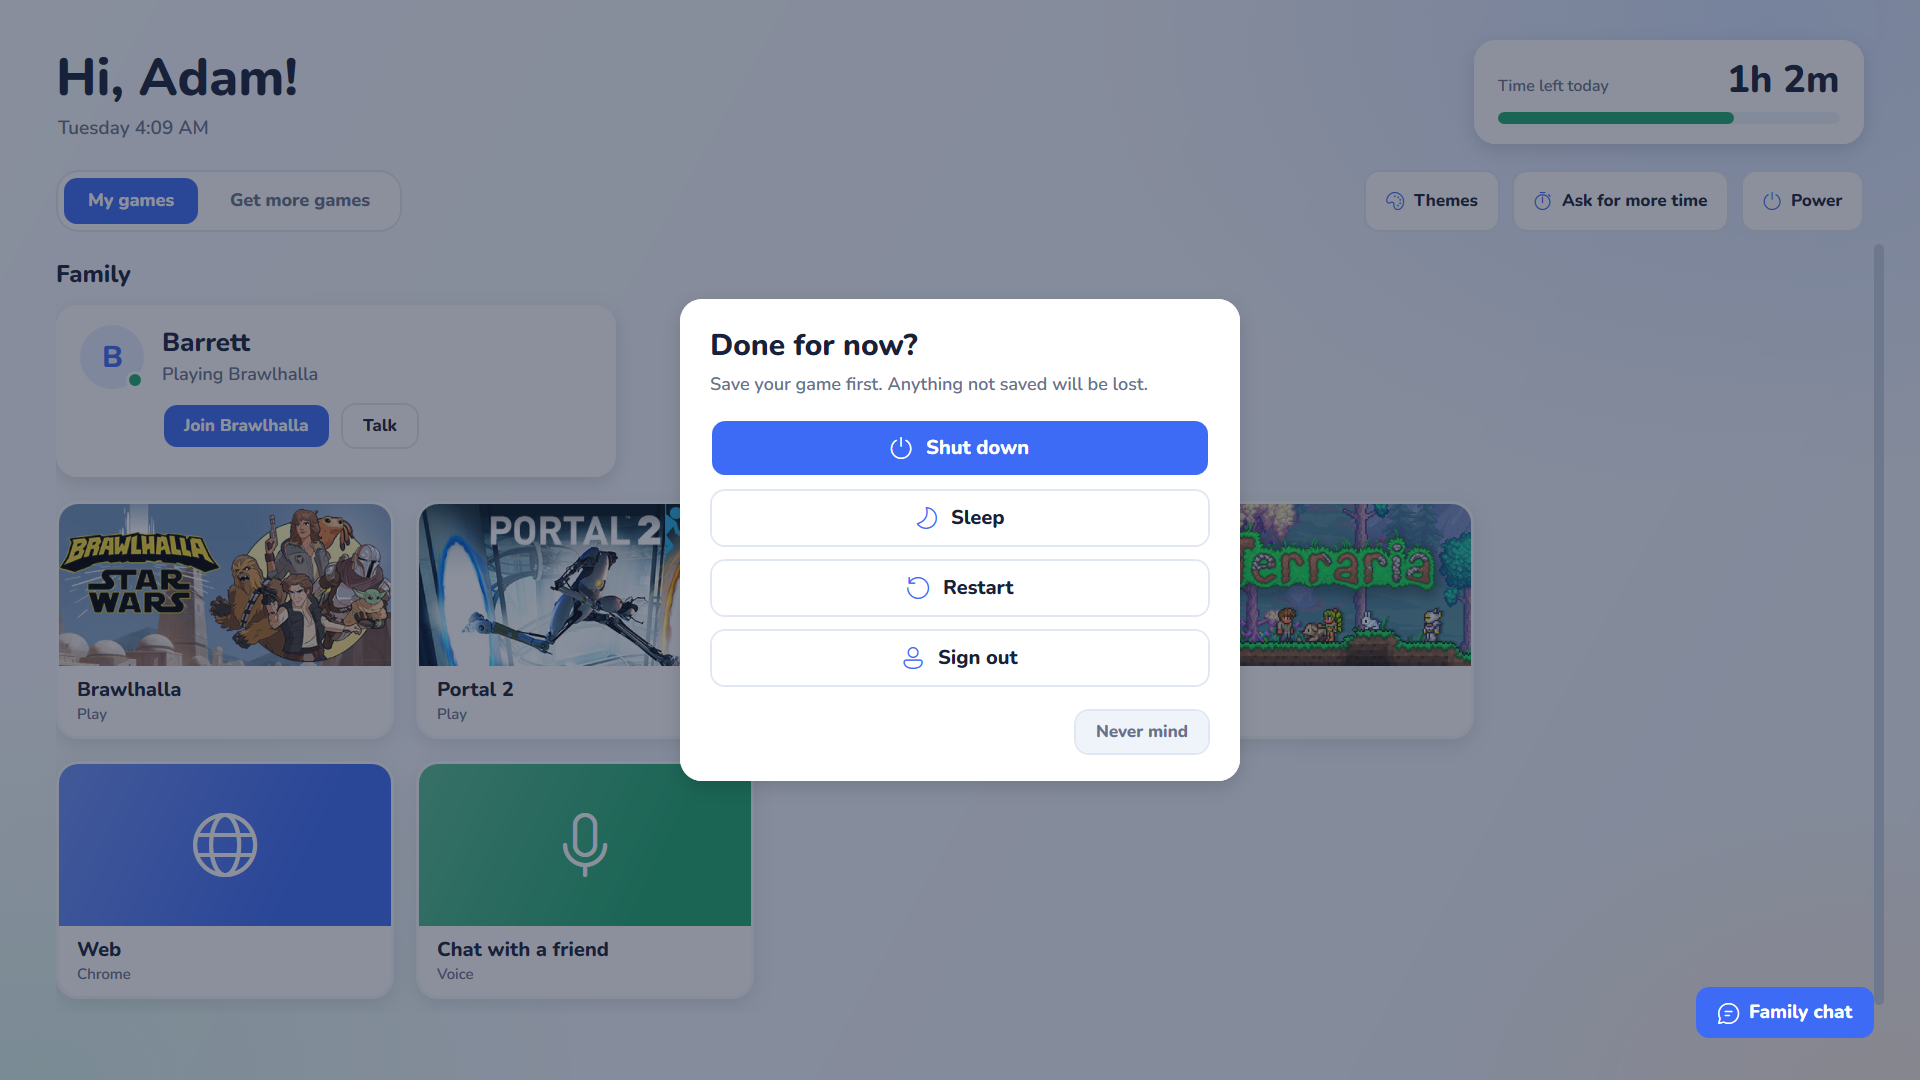 Hi, Adam!
Tuesday 4:09 AM
Time left today
1h 2m
My games
Get more games
Themes
Ask for more time
Power
Family
B
Barrett
Playing Brawlhalla
Join Brawlhalla
Talk
Done for now?
Save your game first. Anything not saved will be lost.
Shut down
Sleep
Restart
Sign out
Never mind
BRAWLHALLA
STAR
WARS
PORTAL 2
Terraria
Brawlhalla
Play
Portal 2
Play
Web
Chrome
Chat with a friend
Voice
Family chat